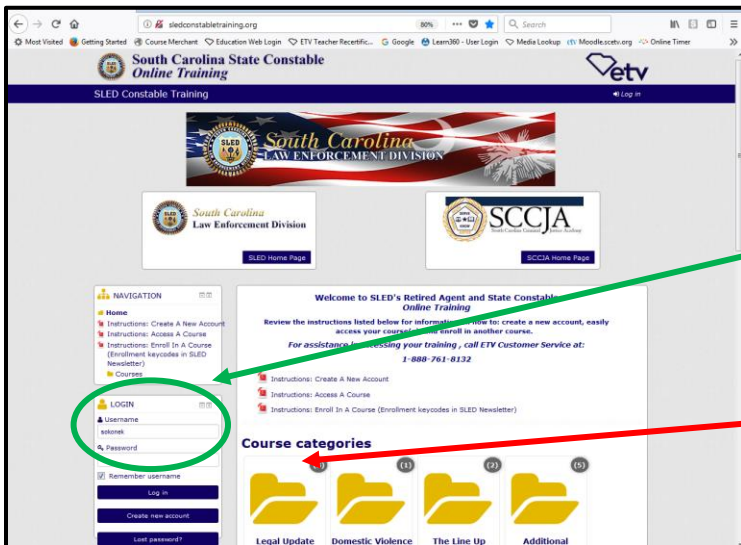 sledconstabletraining.org
80%
Search
Most Visited Getting Started Course Merchant Education Web Login ETV Teacher Recertific... Google Learn360 - User Login Media Lookup Moodle.scetv.org Online Timer
South Carolina State Constable
Online Training
etv
SLED Constable Training
Log in
SLED
South Carolina
LAW ENFORCEMENT DIVISION
South Carolina
Law Enforcement Division
SLED Home Page
SCCJA
South Carolina Criminal Justice Academy
SCCJA Home Page
NAVIGATION
Home
Instructions: Create A New Account
Instructions: Access A Course
Instructions: Enroll In A Course
(Enrollment keycodes in SLED
Newsletter)
Courses
LOGIN
Username
sokonek
Password
Remember username
Log in
Create new account
Lost password?
Welcome to SLED's Retired Agent and State Constable
Online Training
Review the instructions listed below for information how to: create a new account, easily
access your course and enroll in another course.
For assistance accessing your training , call ETV Customer Service at:
1-888-761-8132
Instructions: Create A New Account
Instructions: Access A Course
Instructions: Enroll In A Course (Enrollment keycodes in SLED Newsletter)
Course categories
(1)
(2)
(5)
Legal Update
Domestic Violence
The Line Up
Additional